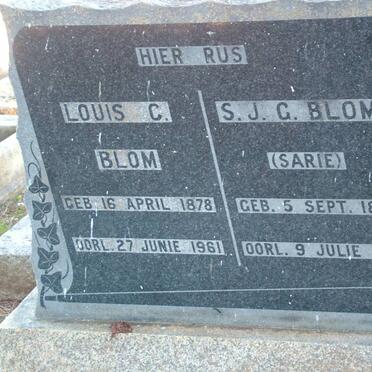 HIER RUS
LOUIS C.
BLOM
GEB. 16 APRIL 1878
OORL. 27 JUNIE 1961
S. J. C. BLOM
(SARIE)
GEB. 5 SEPT. 18
OORL. 9 JULIE